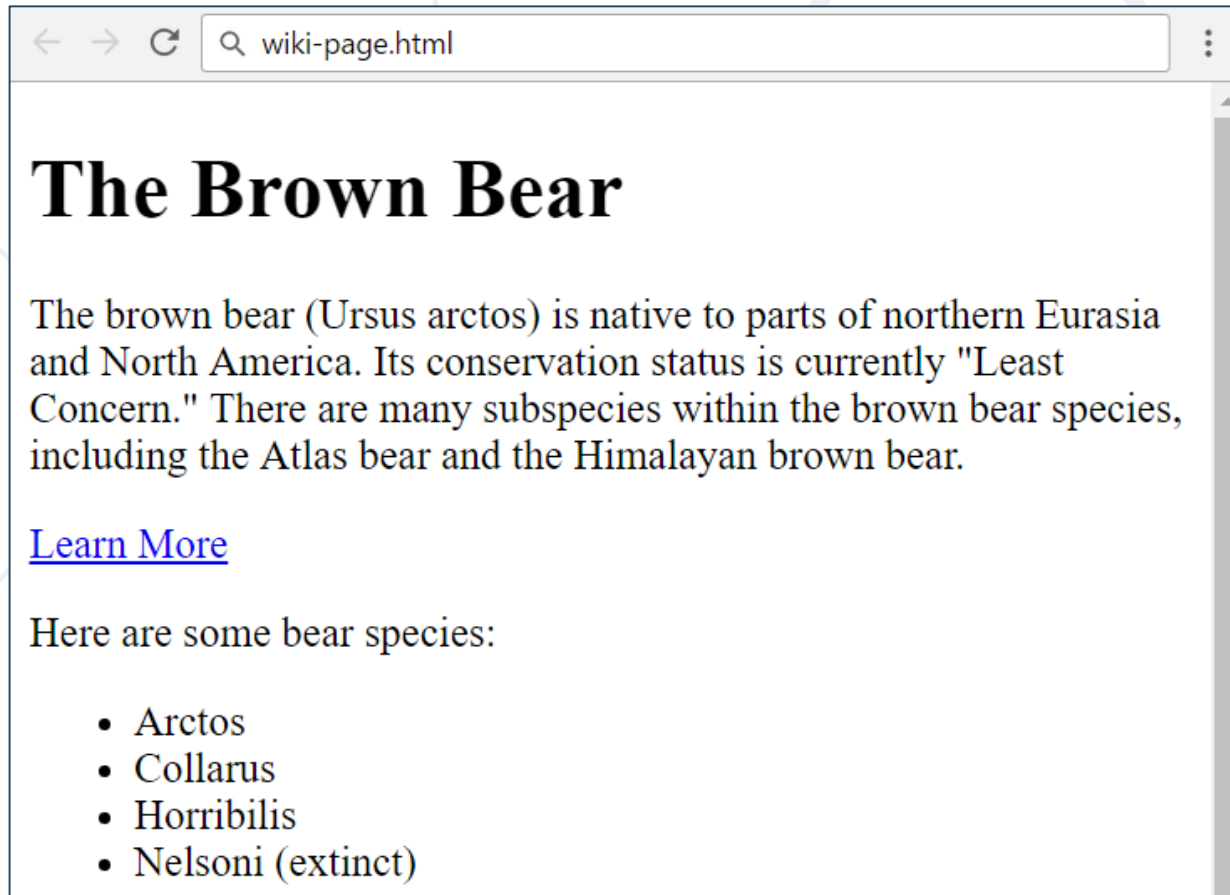 wiki-page.html
The Brown Bear
The brown bear (Ursus arctos) is native to parts of northern Eurasia
and North America. Its conservation status is currently "Least
Concern." There are many subspecies within the brown bear species,
including the Atlas bear and the Himalayan brown bear.
Learn More
Here are some bear species:
• Arctos
• Collarus
• Horribilis
• Nelsoni (extinct)